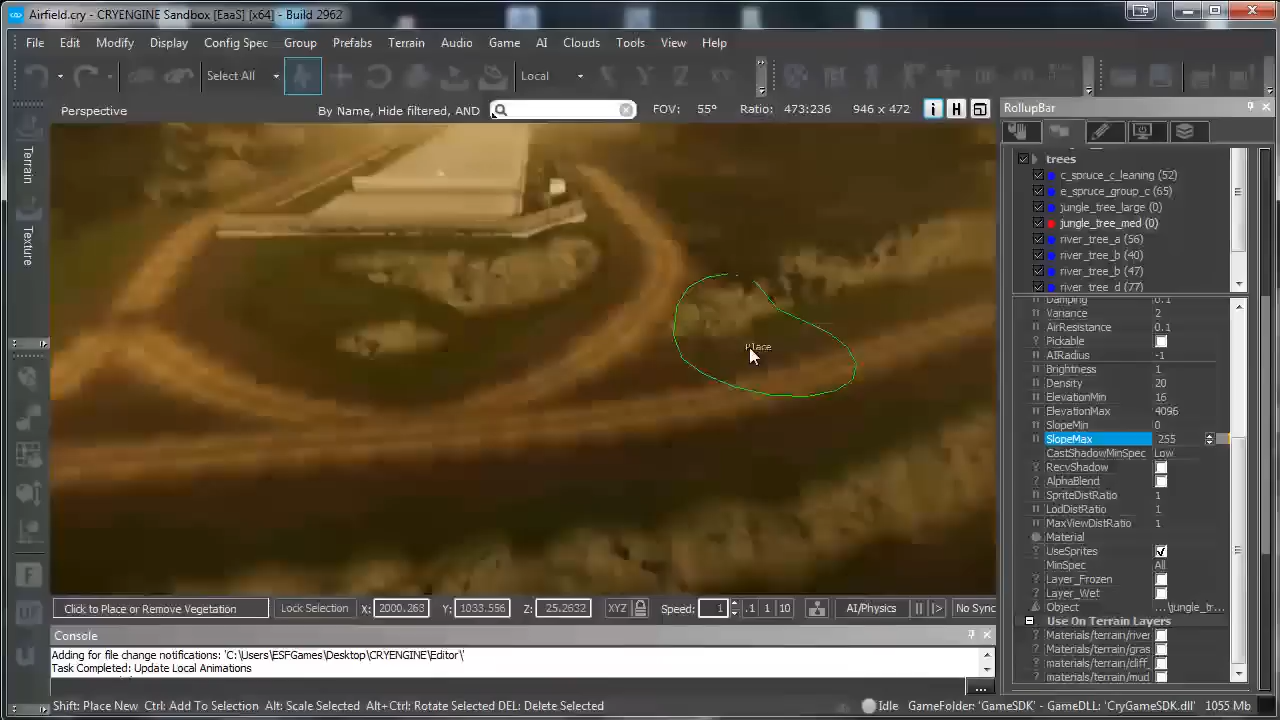 Airfield.cry - CRYENGINE Sandbox [EaaS] [x64] - Build 2962
File Edit Modify Display Config Spec Group Prefabs Terrain Audio Game AI Clouds Tools View Help
Select All
Local
X Y Z XY
Perspective
By Name, Hide filtered, AND
FOV: 55° Ratio: 473:236 946 x 472
i H
RollupBar
Terrain
Texture
trees
c_spruce_c_leaning (52)
e_spruce_group_c (65)
jungle_tree_large (0)
jungle_tree_med (0)
river_tree_a (56)
river_tree_b (40)
river_tree_b (47)
river_tree_d (77)
Damping 0.1
Variance 2
AirResistance 0.1
Pickable
AIRadius -1
Brightness 1
Density 20
ElevationMin 16
ElevationMax 4096
SlopeMin 0
SlopeMax 255
CastShadowMinSpec Low
RecvShadow
AlphaBlend
SpriteDistRatio 1
LodDistRatio 1
MaxViewDistRatio 1
Material
UseSprites
MinSpec All
Layer_Frozen
Layer_Wet
Object ...\jungle_tr...
Use On Terrain Layers
Materials/terrain/river
Materials/terrain/gras
materials/terrain/cliff_
materials/terrain/mud
Place
Click to Place or Remove Vegetation
Lock Selection X: 2000.263 Y: 1033.556 Z: 25.2632 XYZ Speed: 1 .1 1 10 AI/Physics No Sync
Console
Adding for file change notifications: 'C:\Users\ESFGames\Desktop\CRYENGINE\Editor\'
Task Completed: Update Local Animations
...
Shift: Place New Ctrl: Add To Selection Alt: Scale Selected Alt+Ctrl: Rotate Selected DEL: Delete Selected
Idle GameFolder: 'GameSDK' - GameDLL: 'CryGameSDK.dll' 1055 Mb